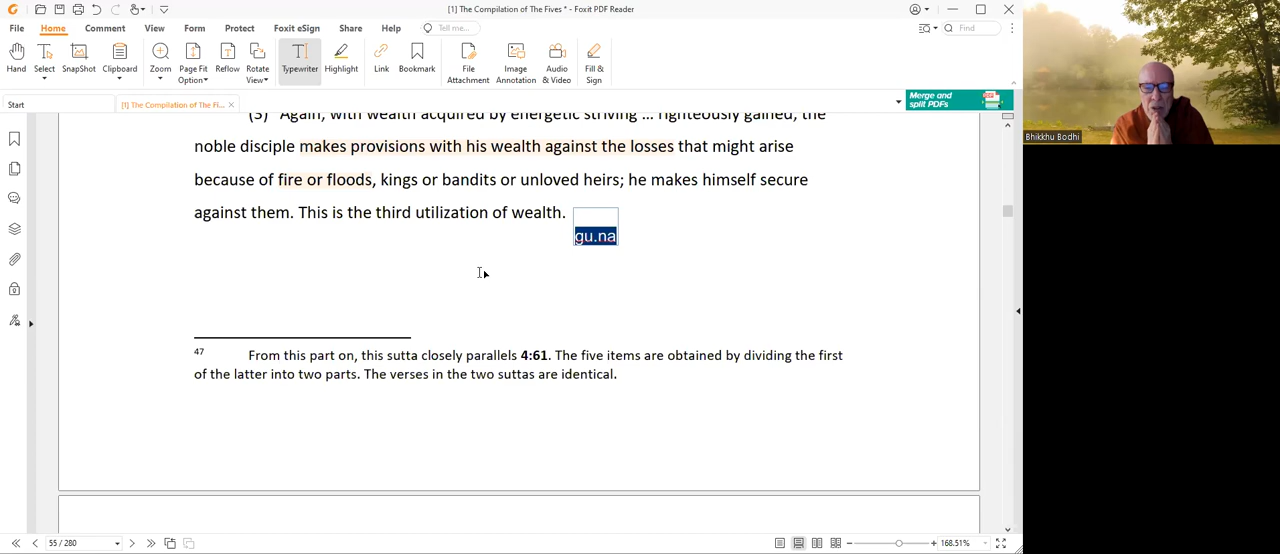 [1] The Compilation of The Fives * - Foxit PDF Reader
File Home Comment View Form Protect Foxit eSign Share Help Tell me... Find
Hand Select SnapShot Clipboard Zoom Page Fit Option Reflow Rotate View Typewriter Highlight Link Bookmark File Attachment Image Annotation Audio & Video Fill & Sign
Start [1] The Compilation of The Fi...
Merge and split PDFs
(3) Again, with wealth acquired by energetic striving ... righteously gained, the
noble disciple makes provisions with his wealth against the losses that might arise
because of fire or floods, kings or bandits or unloved heirs; he makes himself secure
against them. This is the third utilization of wealth.
gu.na
47 From this part on, this sutta closely parallels 4:61. The five items are obtained by dividing the first
of the latter into two parts. The verses in the two suttas are identical.
55 / 280 168.51%
Bhikkhu Bodhi